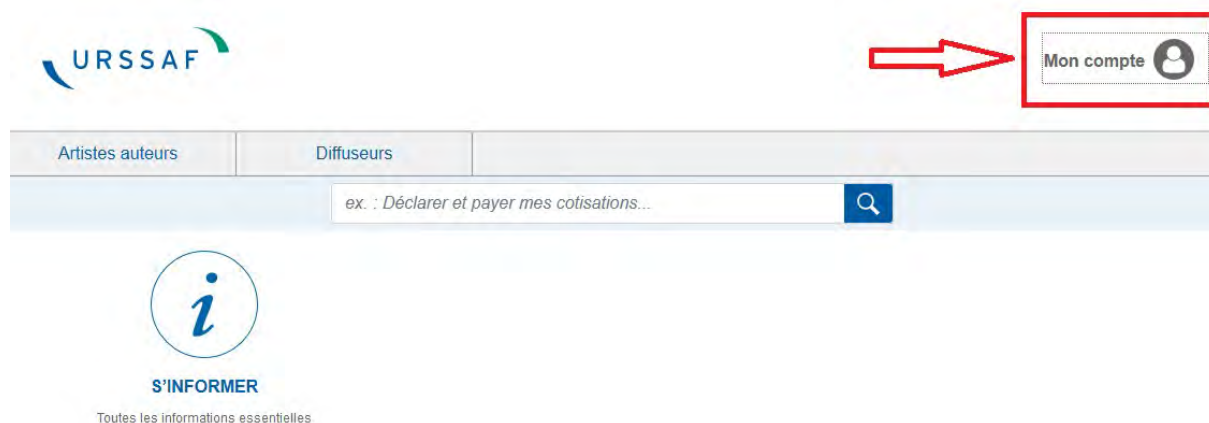 URSSAF
Mon compte
Artistes auteurs
Diffuseurs
ex. : Déclarer et payer mes cotisations...
i
S'INFORMER
Toutes les informations essentielles